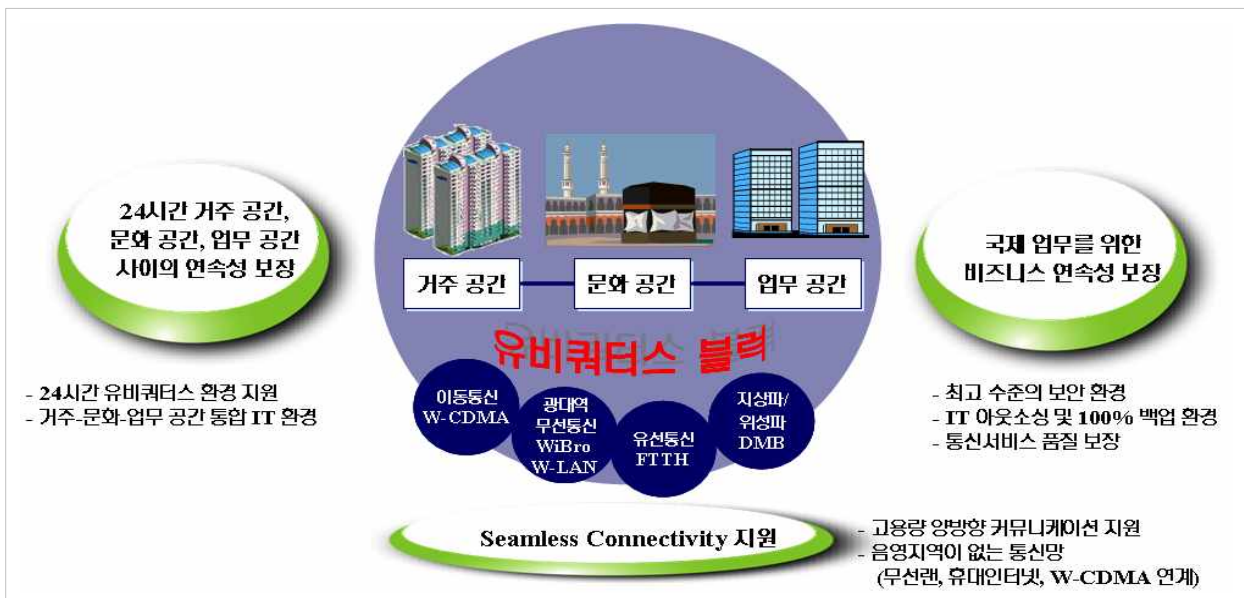 24시간 거주 공간,
문화 공간, 업무 공간
사이의 연속성 보장
- 24시간 유비쿼터스 환경 지원
- 거주-문화-업무 공간 통합 IT 환경
거주 공간
문화 공간
업무 공간
유비쿼터스 블럭
이동통신
W-CDMA
광대역
무선통신
WiBro
W-LAN
유선통신
FTTH
지상파/
위성파
DMB
국제 업무를 위한
비즈니스 연속성 보장
- 최고 수준의 보안 환경
- IT 아웃소싱 및 100% 백업 환경
- 통신서비스 품질 보장
Seamless Connectivity 지원
- 고용량 양방향 커뮤니케이션 지원
- 음영지역이 없는 통신망
(무선랜, 휴대인터넷, W-CDMA 연계)